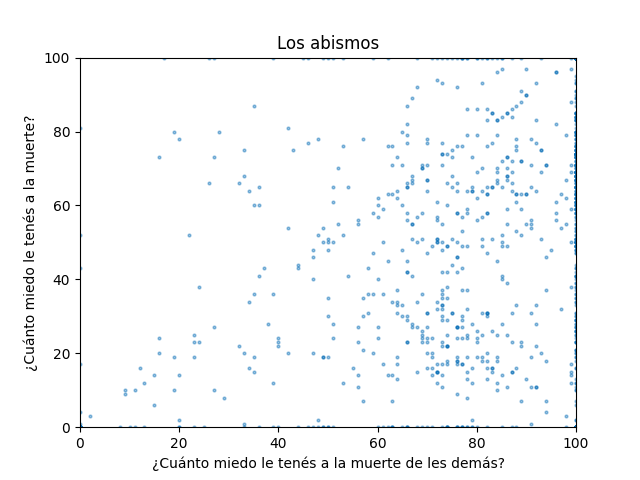 Los abismos
¿Cuánto miedo le tenés a la muerte?
100
80
60
40
20
0
0 20 40 60 80 100
¿Cuánto miedo le tenés a la muerte de les demás?